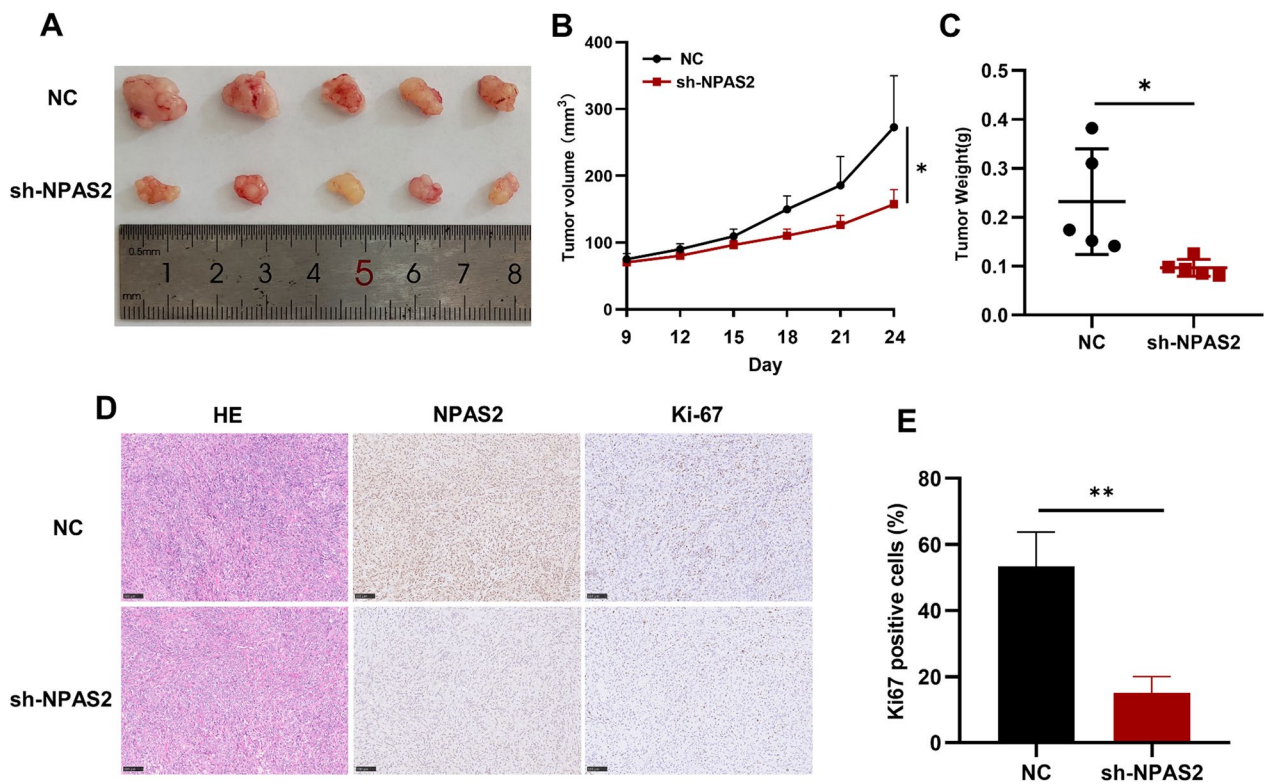 A
NC
sh-NPAS2
0.5mm
1 2 3 4 5 6 7 8
mm
B
400
300
200
100
0
Tumor volume (mm³)
NC
sh-NPAS2
*
9 12 15 18 21 24
Day
C
0.5
0.4
0.3
0.2
0.1
0.0
Tumor Weight(g)
*
NC sh-NPAS2
D
HE NPAS2 Ki-67
NC
sh-NPAS2
E
80
60
40
20
0
Ki67 positive cells (%)
**
NC sh-NPAS2